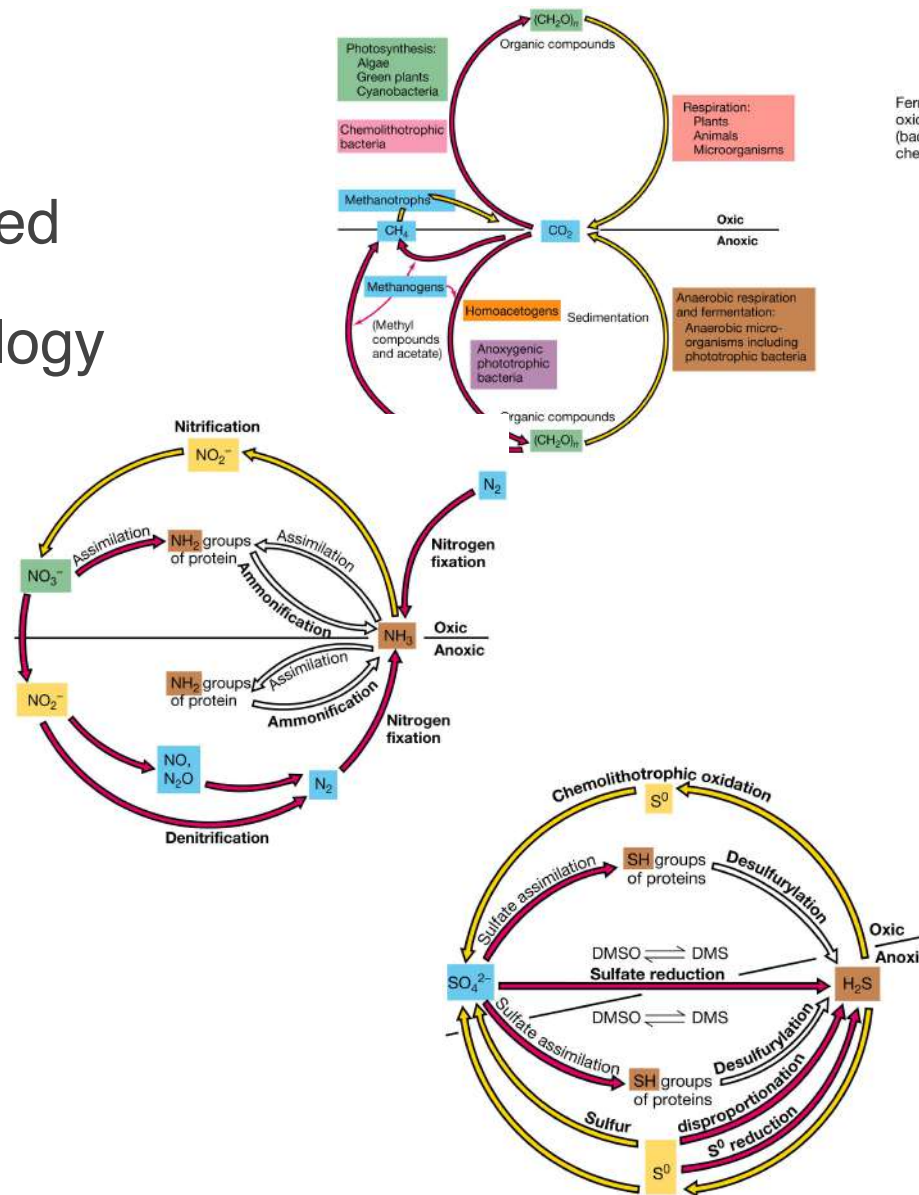 ed
logy
(CH₂O)ₙ
Organic compounds
Photosynthesis:
Algae
Green plants
Cyanobacteria
Chemolithotrophic
bacteria
Respiration:
Plants
Animals
Microorganisms
Methanotrophs
CH₄
CO₂
Oxic
Anoxic
Methanogens
(Methyl
compounds
and acetate)
Homoacetogens
Sedimentation
Anoxygenic
phototrophic
bacteria
Anaerobic respiration
and fermentation:
Anaerobic micro-
organisms including
phototrophic bacteria
Organic compounds
(CH₂O)ₙ
Fer
oxic
(bac
che
Nitrification
NO₂⁻
N₂
Assimilation
NH₂ groups
of protein
Assimilation
Nitrogen
fixation
NO₃⁻
Ammonification
NH₃
Oxic
Anoxic
NH₂ groups
of protein
Assimilation
Ammonification
NO₂⁻
Nitrogen
fixation
NO,
N₂O
N₂
Denitrification
Chemolithotrophic oxidation
S⁰
Sulfate assimilation
SH groups
of proteins
Desulfurylation
Oxic
Anoxi
DMSO ⇌ DMS
Sulfate reduction
SO₄²⁻
H₂S
DMSO ⇌ DMS
Sulfate assimilation
Desulfurylation
SH groups
of proteins
Sulfur
disproportionation
S⁰ reduction
S⁰